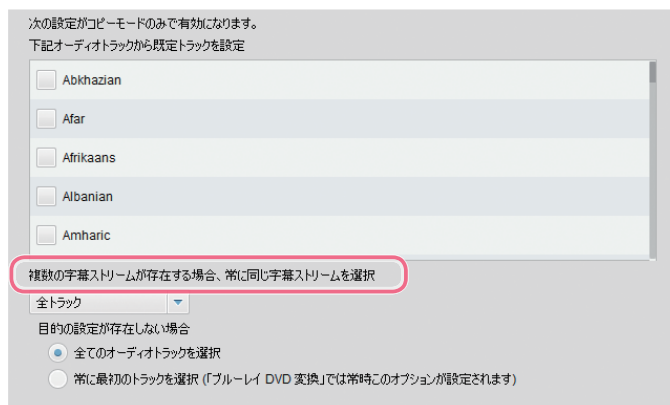 次の設定がコピーモードのみで有効になります。
下記オーディオトラックから既定トラックを設定
Abkhazian
Afar
Afrikaans
Albanian
Amharic
複数の字幕ストリームが存在する場合、常に同じ字幕ストリームを選択
全トラック
目的の設定が存在しない場合
全てのオーディオトラックを選択
常に最初のトラックを選択 (「ブルーレイ DVD 変換」では常時このオプションが設定されます)